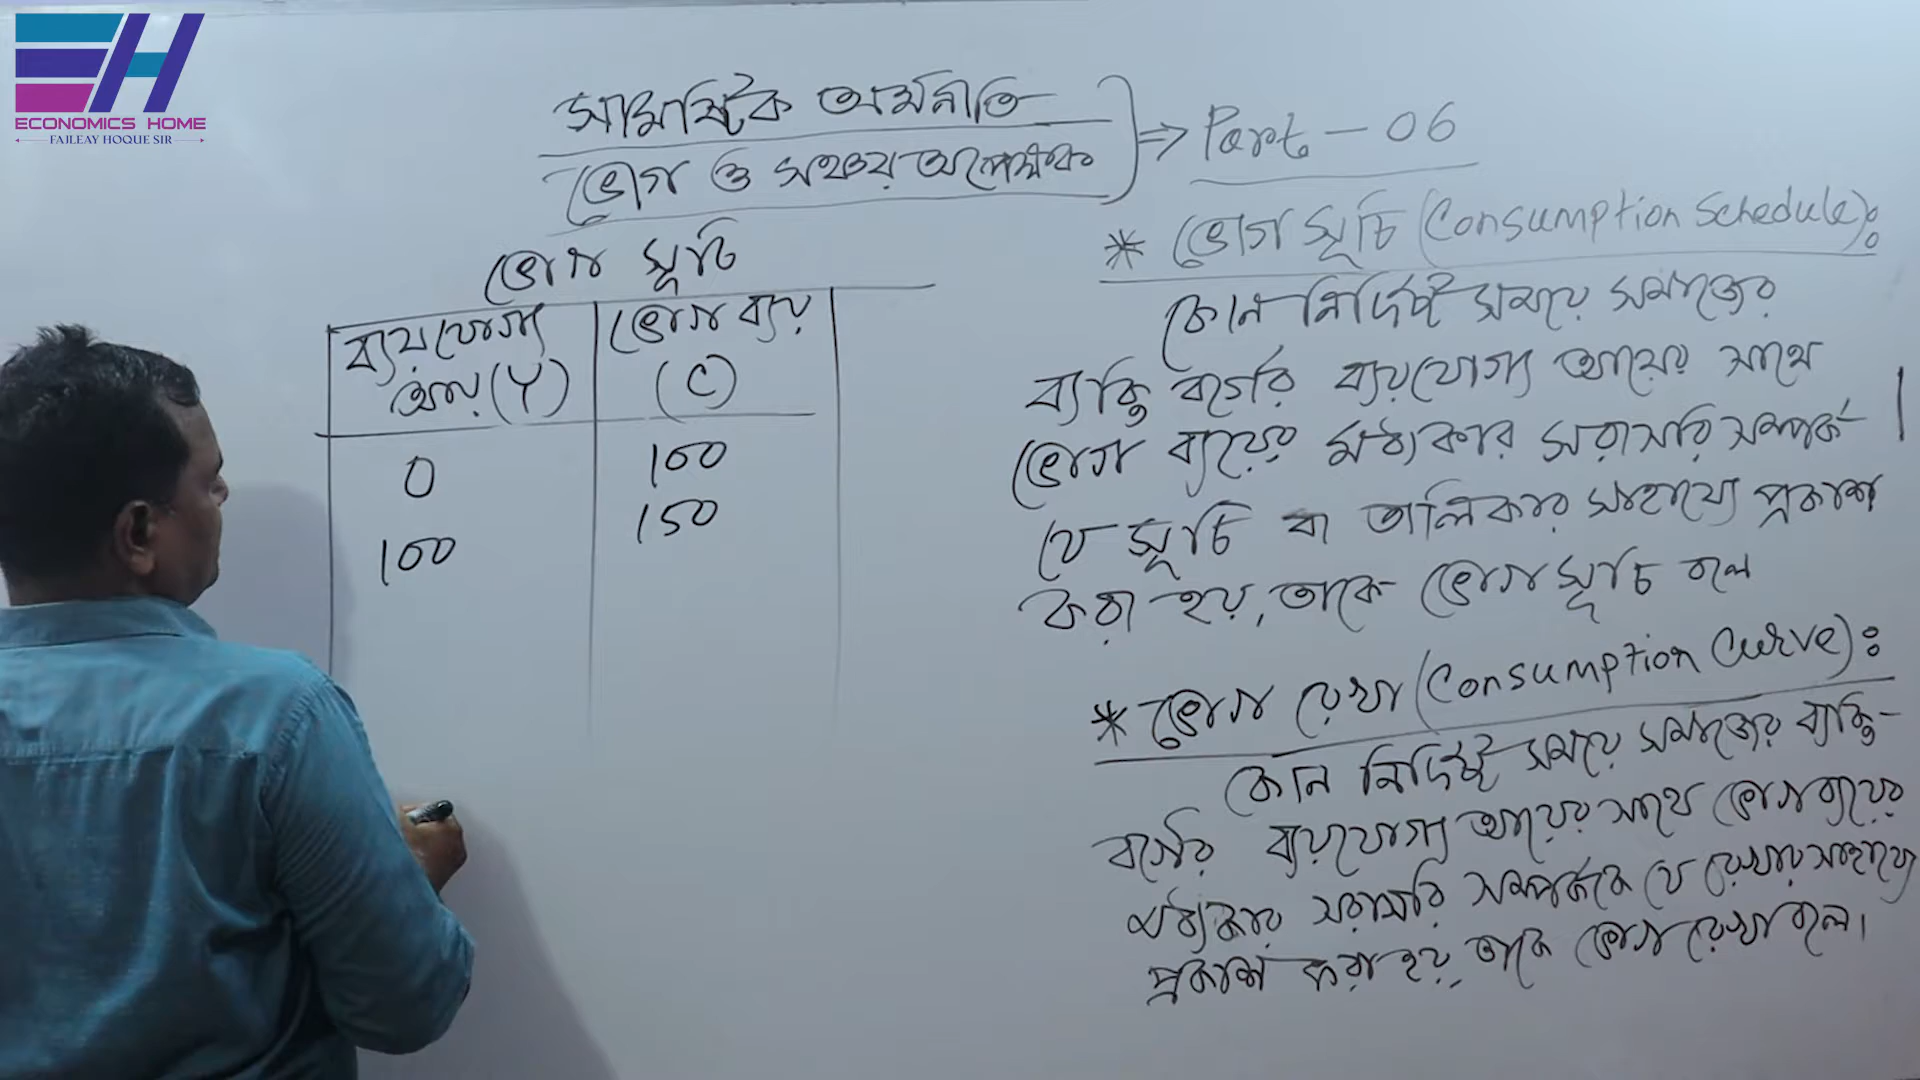 ECONOMICS HOME
FAJLEAY HOQUE SIR
সামষ্টিক অর্থনীতি
ভোগ ও সঞ্চয় অপেক্ষক
=> Part - 06
ভোগ সূচি
ব্যয়যোগ্য আয় (Y)
ভোগ ব্যয় (C)
0 100
100 150
* ভোগ সূচি (Consumption Schedule):
কোন নির্দিষ্ট সময়ে সমাজের
ব্যক্তি বর্গের ব্যয়যোগ্য আয়ের সাথে
ভোগ ব্যয়ের মধ্যকার সরাসরি সম্পর্ক
যে সূচি বা তালিকার সাহায্যে প্রকাশ
করা হয়, তাকে ভোগ সূচি বলে
* ভোগ রেখা (Consumption Curve):
কোন নির্দিষ্ট সময়ে সমাজের ব্যক্তি-
বর্গের ব্যয়যোগ্য আয়ের সাথে ভোগ ব্যয়ের
মধ্যকার সরাসরি সম্পর্ককে যে রেখার সাহায্যে
প্রকাশ করা হয়, তাকে ভোগ রেখা বলে।